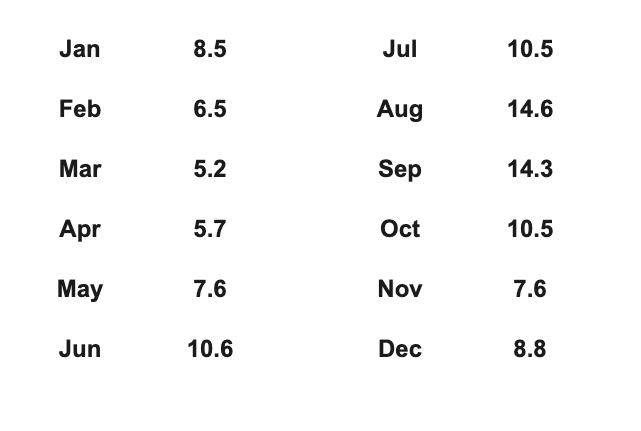 Jan 8.5 Jul 10.5
Feb 6.5 Aug 14.6
Mar 5.2 Sep 14.3
Apr 5.7 Oct 10.5
May 7.6 Nov 7.6
Jun 10.6 Dec 8.8